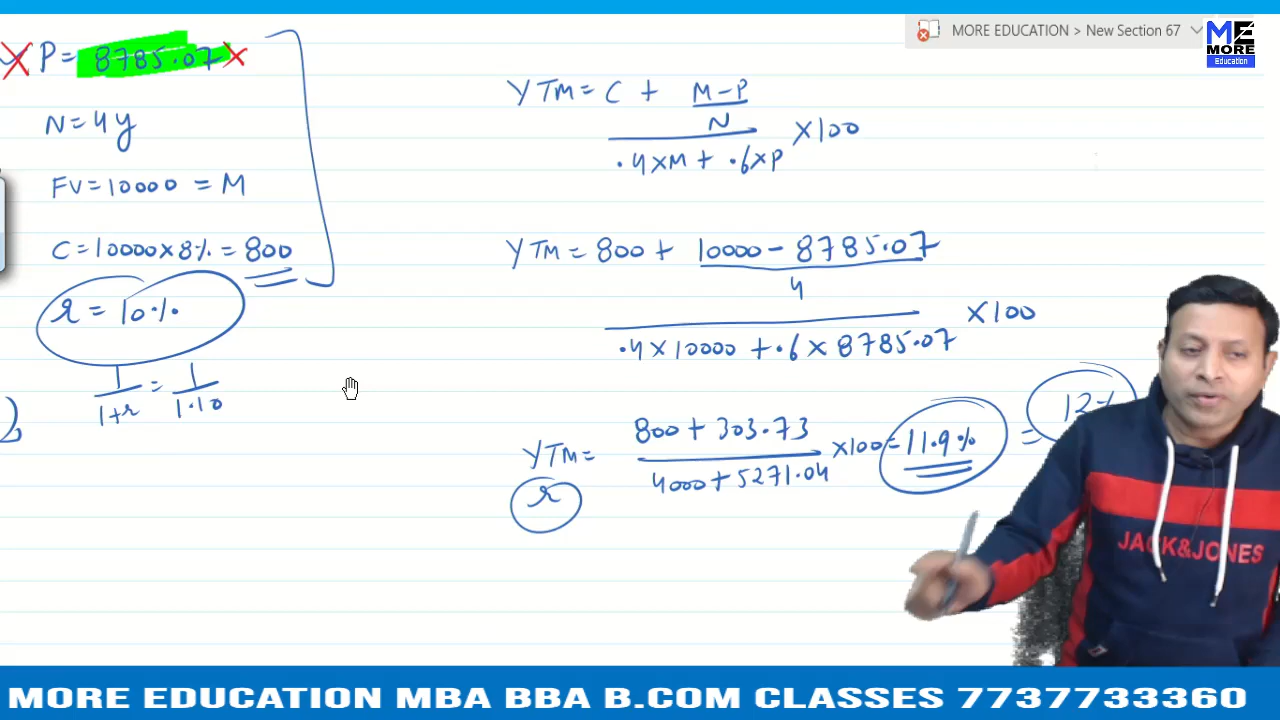 MORE EDUCATION > New Section 67
ME
MORE
Education
P = 8785.07
N = 4y
FV = 10000 = M
C = 10000 × 8% = 800
r = 10%
1/1+r = 1/1.10
2)
YTM = C + M-P/N
.4×M + .6×P
×100
YTM = 800 + 10000 - 8785.07
4
.4 × 10000 + .6 × 8785.07
×100
YTM = 800 + 303.73
4000 + 5271.04
×100 = 11.9% = 12%
r
JACK&JONES
MORE EDUCATION MBA BBA B.COM CLASSES 7737733360